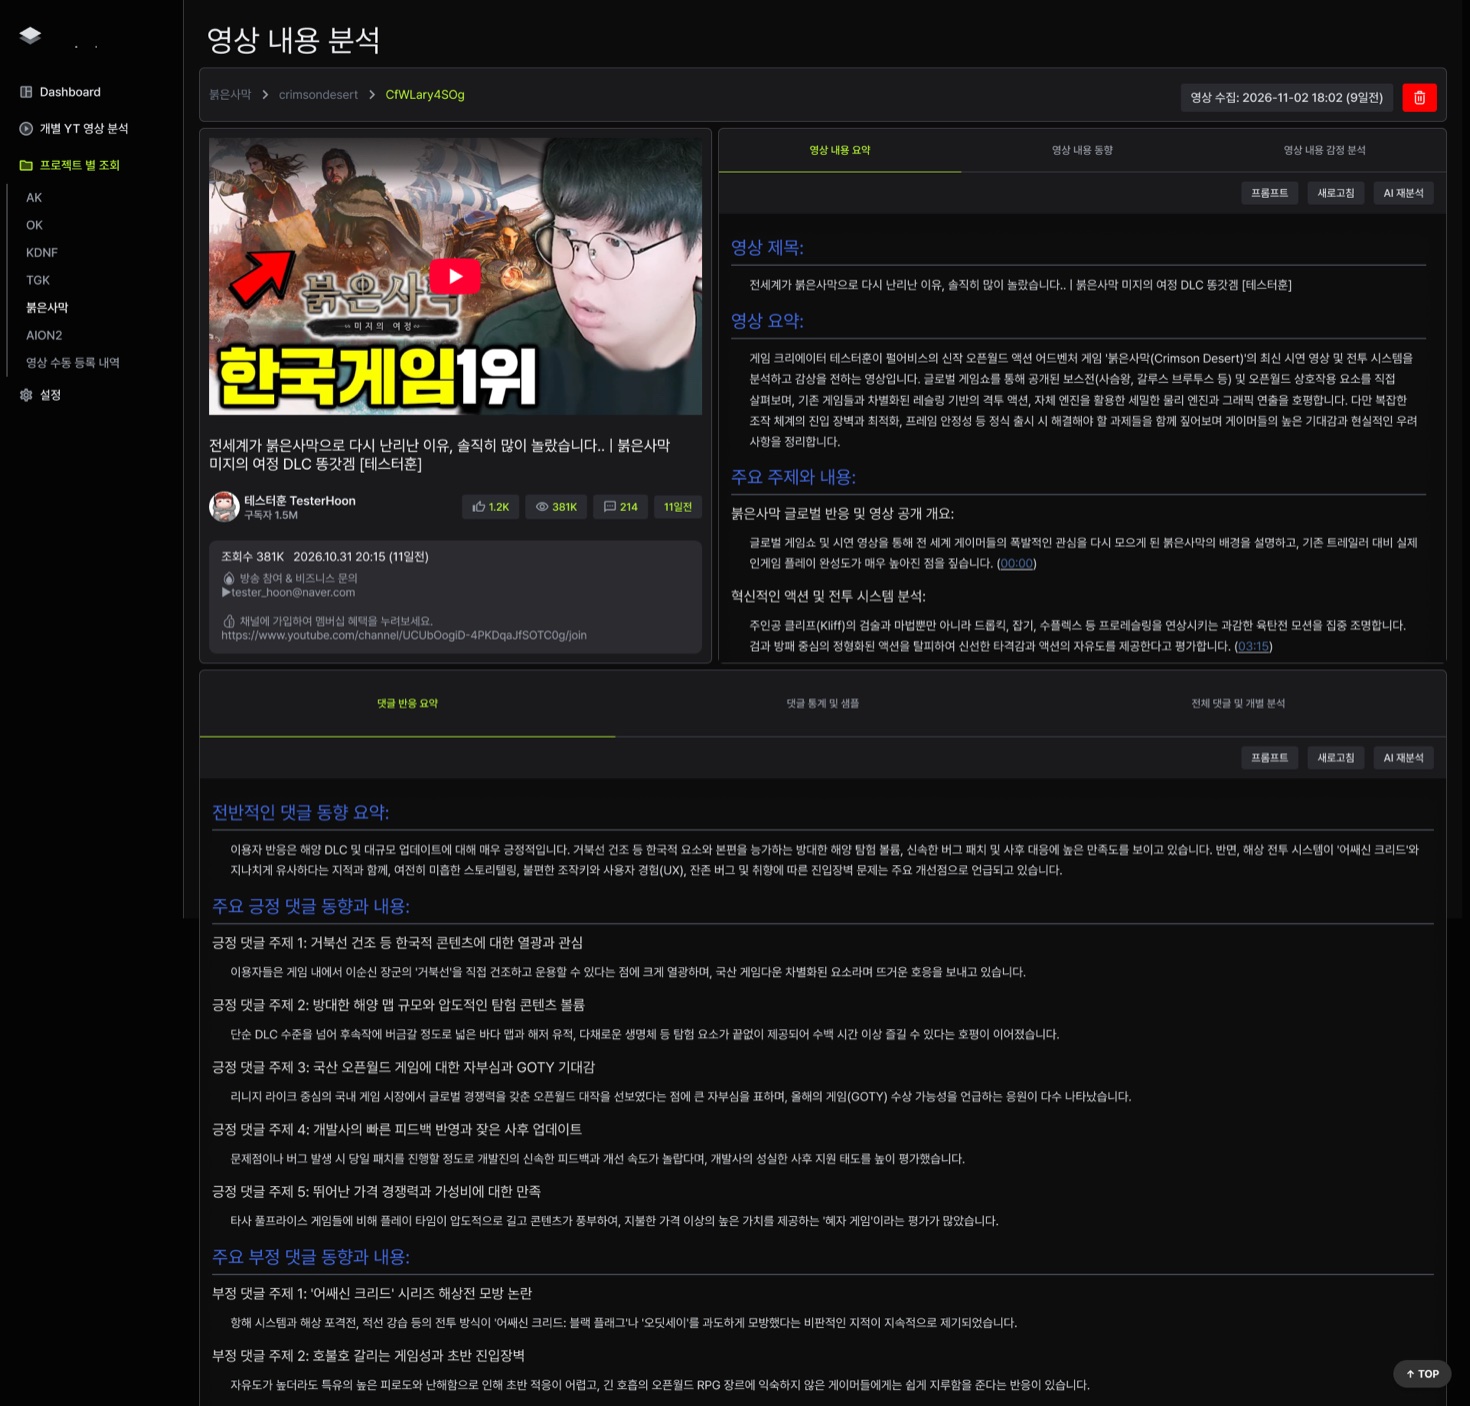 영상 내용 분석
Dashboard
개별 YT 영상 분석
프로젝트 별 조회
AK
OK
KDNF
TGK
붉은사막
AION2
영상 수동 등록 내역
설정
붉은사막 > crimsondesert > CfWLary4SOg
영상 수집: 2026-11-02 18:02 (9일전)
붉은사막
미지의 여정
한국게임1위
전세계가 붉은사막으로 다시 난리난 이유, 솔직히 많이 놀랐습니다.. | 붉은사막
미지의 여정 DLC 똥갓겜 [테스터훈]
테스터훈 TesterHoon
구독자 1.5M
1.2K
381K
214
11일전
조회수 381K 2026.10.31 20:15 (11일전)
방송 참여 & 비즈니스 문의
▶tester_hoon@naver.com
채널에 가입하여 멤버십 혜택을 누려보세요.
https://www.youtube.com/channel/UCUbOogiD-4PKDqaJfSOTC0g/join
영상 내용 요약
영상 내용 동향
영상 내용 감정 분석
프롬프트
새로고침
AI 재분석
영상 제목:
전세계가 붉은사막으로 다시 난리난 이유, 솔직히 많이 놀랐습니다.. | 붉은사막 미지의 여정 DLC 똥갓겜 [테스터훈]
영상 요약:
게임 크리에이터 테스터훈이 펄어비스의 신작 오픈월드 액션 어드벤처 게임 '붉은사막(Crimson Desert)'의 최신 시연 영상 및 전투 시스템을
분석하고 감상을 전하는 영상입니다. 글로벌 게임쇼를 통해 공개된 보스전(사슴왕, 갈루스 브루투스 등) 및 오픈월드 상호작용 요소를 직접
살펴보며, 기존 게임들과 차별화된 레슬링 기반의 격투 액션, 자체 엔진을 활용한 세밀한 물리 엔진과 그래픽 연출을 호평합니다. 다만 복잡한
조작 체계의 진입 장벽과 최적화, 프레임 안정성 등 정식 출시 시 해결해야 할 과제들을 함께 짚어보며 게이머들의 높은 기대감과 현실적인 우려
사항을 정리합니다.
주요 주제와 내용:
붉은사막 글로벌 반응 및 영상 공개 개요:
글로벌 게임쇼 및 시연 영상을 통해 전 세계 게이머들의 폭발적인 관심을 다시 모으게 된 붉은사막의 배경을 설명하고, 기존 트레일러 대비 실제
인게임 플레이 완성도가 매우 높아진 점을 짚습니다. (00:00)
혁신적인 액션 및 전투 시스템 분석:
주인공 클리프(Kliff)의 검술과 마법뿐만 아니라 드롭킥, 잡기, 수플렉스 등 프로레슬링을 연상시키는 과감한 육탄전 모션을 집중 조명합니다.
검과 방패 중심의 정형화된 액션을 탈피하여 신선한 타격감과 액션의 자유도를 제공한다고 평가합니다. (03:15)
댓글 반응 요약
댓글 통계 및 샘플
전체 댓글 및 개별 분석
프롬프트
새로고침
AI 재분석
전반적인 댓글 동향 요약:
이용자 반응은 해양 DLC 및 대규모 업데이트에 대해 매우 긍정적입니다. 거북선 건조 등 한국적 요소와 본편을 능가하는 방대한 해양 탐험 볼륨, 신속한 버그 패치 및 사후 대응에 높은 만족도를 보이고 있습니다. 반면, 해상 전투 시스템이 '어쌔신 크리드'와
지나치게 유사하다는 지적과 함께, 여전히 미흡한 스토리텔링, 불편한 조작키와 사용자 경험(UX), 잔존 버그 및 취향에 따른 진입장벽 문제는 주요 개선점으로 언급되고 있습니다.
주요 긍정 댓글 동향과 내용:
긍정 댓글 주제 1: 거북선 건조 등 한국적 콘텐츠에 대한 열광과 관심
이용자들은 게임 내에서 이순신 장군의 '거북선'을 직접 건조하고 운용할 수 있다는 점에 크게 열광하며, 국산 게임다운 차별화된 요소라며 뜨거운 호응을 보내고 있습니다.
긍정 댓글 주제 2: 방대한 해양 맵 규모와 압도적인 탐험 콘텐츠 볼륨
단순 DLC 수준을 넘어 후속작에 버금갈 정도로 넓은 바다 맵과 해저 유적, 다채로운 생명체 등 탐험 요소가 끝없이 제공되어 수백 시간 이상 즐길 수 있다는 호평이 이어졌습니다.
긍정 댓글 주제 3: 국산 오픈월드 게임에 대한 자부심과 GOTY 기대감
리니지 라이크 중심의 국내 게임 시장에서 글로벌 경쟁력을 갖춘 오픈월드 대작을 선보였다는 점에 큰 자부심을 표하며, 올해의 게임(GOTY) 수상 가능성을 언급하는 응원이 다수 나타났습니다.
긍정 댓글 주제 4: 개발사의 빠른 피드백 반영과 잦은 사후 업데이트
문제점이나 버그 발생 시 당일 패치를 진행할 정도로 개발진의 신속한 피드백과 개선 속도가 놀랍다며, 개발사의 성실한 사후 지원 태도를 높이 평가했습니다.
긍정 댓글 주제 5: 뛰어난 가격 경쟁력과 가성비에 대한 만족
타사 풀프라이스 게임들에 비해 플레이 타임이 압도적으로 길고 콘텐츠가 풍부하여, 지불한 가격 이상의 높은 가치를 제공하는 '혜자 게임'이라는 평가가 많았습니다.
주요 부정 댓글 동향과 내용:
부정 댓글 주제 1: '어쌔신 크리드' 시리즈 해상전 모방 논란
항해 시스템과 해상 포격전, 적선 강습 등의 전투 방식이 '어쌔신 크리드: 블랙 플래그'나 '오딧세이'를 과도하게 모방했다는 비판적인 지적이 지속적으로 제기되었습니다.
부정 댓글 주제 2: 호불호 갈리는 게임성과 초반 진입장벽
자유도가 높더라도 특유의 높은 피로도와 난해함으로 인해 초반 적응이 어렵고, 긴 호흡의 오픈월드 RPG 장르에 익숙하지 않은 게이머들에게는 쉽게 지루함을 준다는 반응이 있습니다.
↑ TOP